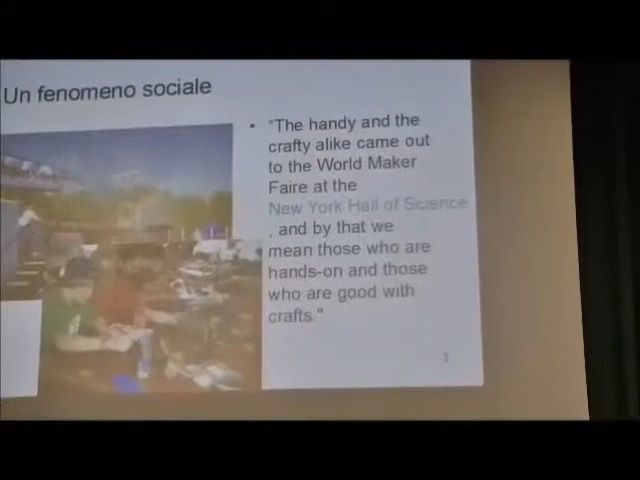 Un fenomeno sociale
• "The handy and the
crafty alike came out
to the World Maker
Faire at the
New York Hall of Science
, and by that we
mean those who are
hands-on and those
who are good with
crafts."